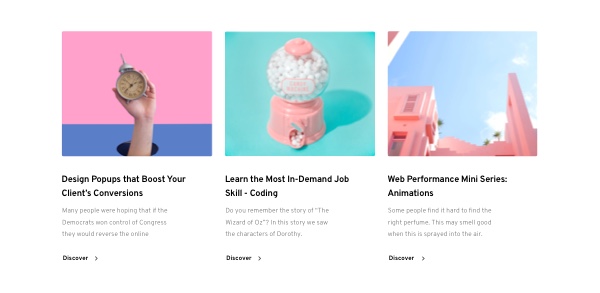 Design Popups that Boost Your
Client's Conversions
Many people were hoping that if the
Democrats won control of Congress
they would reverse the online
Discover
Learn the Most In-Demand Job
Skill - Coding
Do you remember the story of "The
Wizard of Oz"? In this story we saw
the characters of Dorothy.
Discover
Web Performance Mini Series:
Animations
Some people find it hard to find the
right perfume. This may smell good
when this is sprayed into the air.
Discover